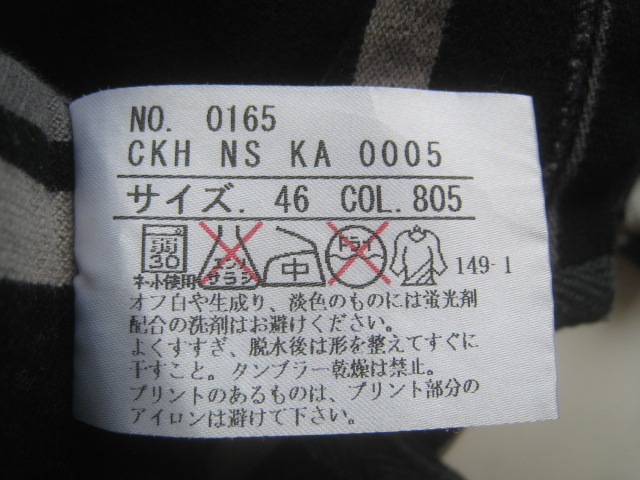 NO. 0165
CKH NS KA 0005
サイズ. 46 COL.805
弱 30 ネット使用 エンソサラシ 中 ドライ 149-1
オフ白や生成り、淡色のものには蛍光剤
配合の洗剤はお避けください。
よくすすぎ、脱水後は形を整えてすぐに
干すこと。タンブラー乾燥は禁止。
プリントのあるものは、プリント部分の
アイロンは避けて下さい。